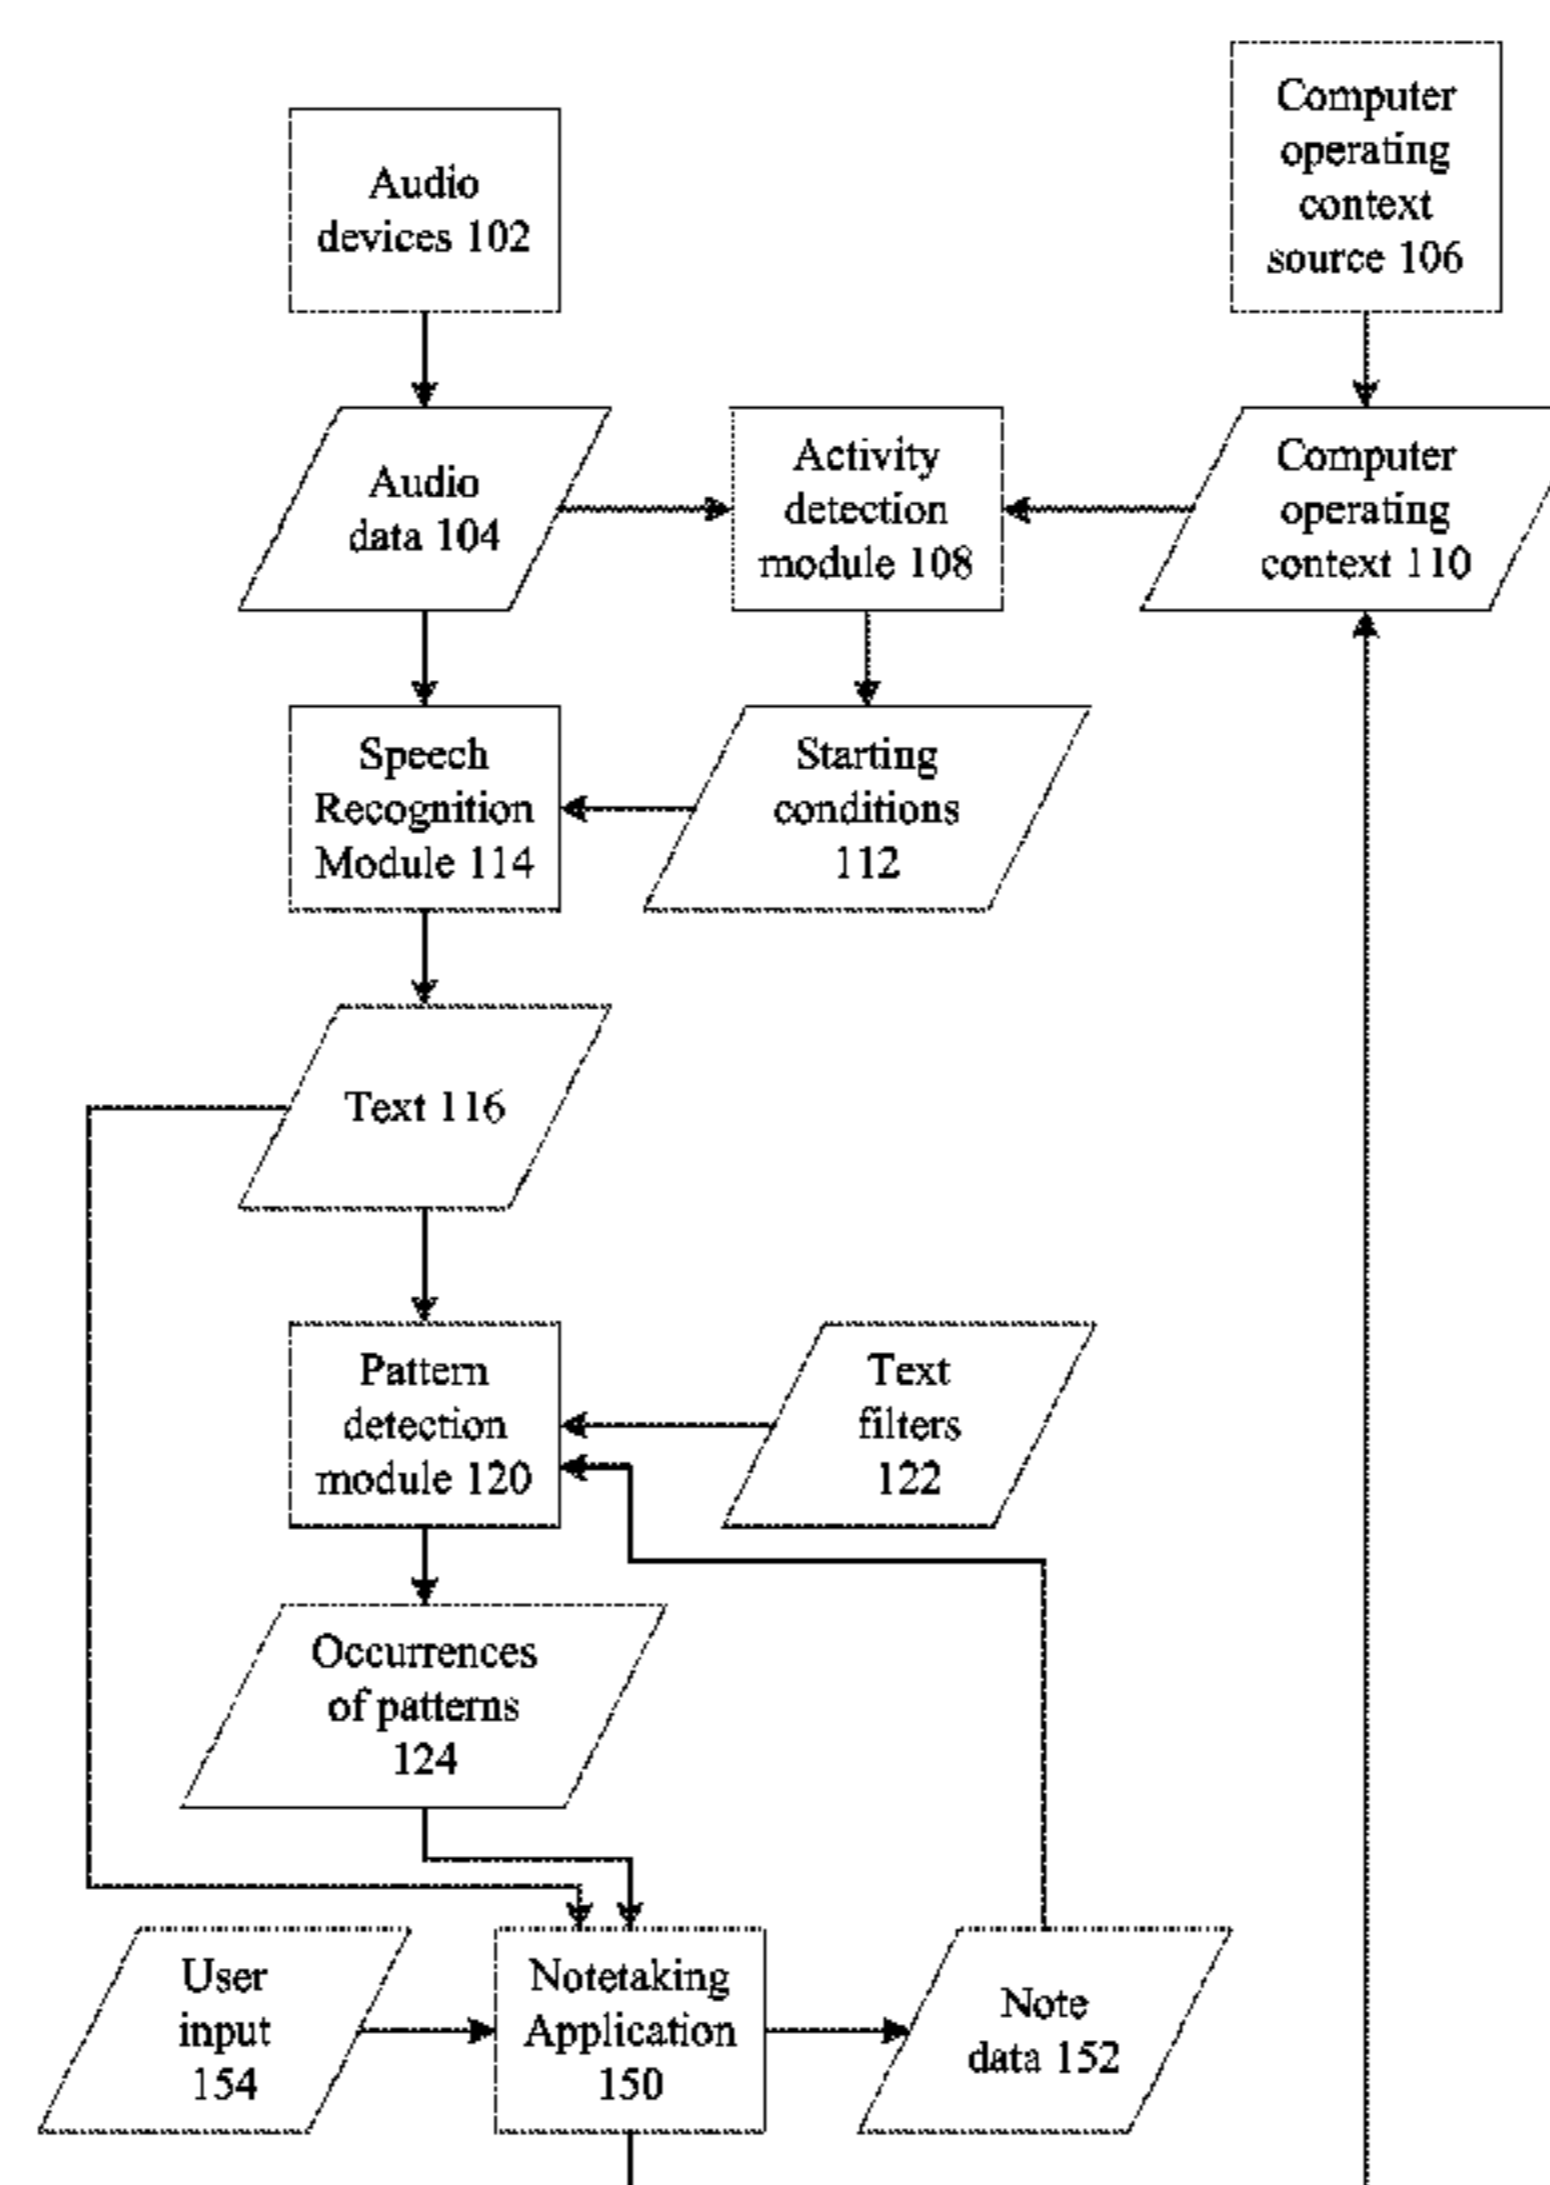 Computer
operating
context
source 106
Audio
devices 102
Audio
data 104
Activity
detection
module 108
Computer
operating
context 110
Speech
Recognition
Module 114
Starting
conditions
112
Text 116
Pattern
detection
module 120
Text
filters
122
Occurrences
of patterns
124
User
input
154
Notetaking
Application
150
Note
data 152